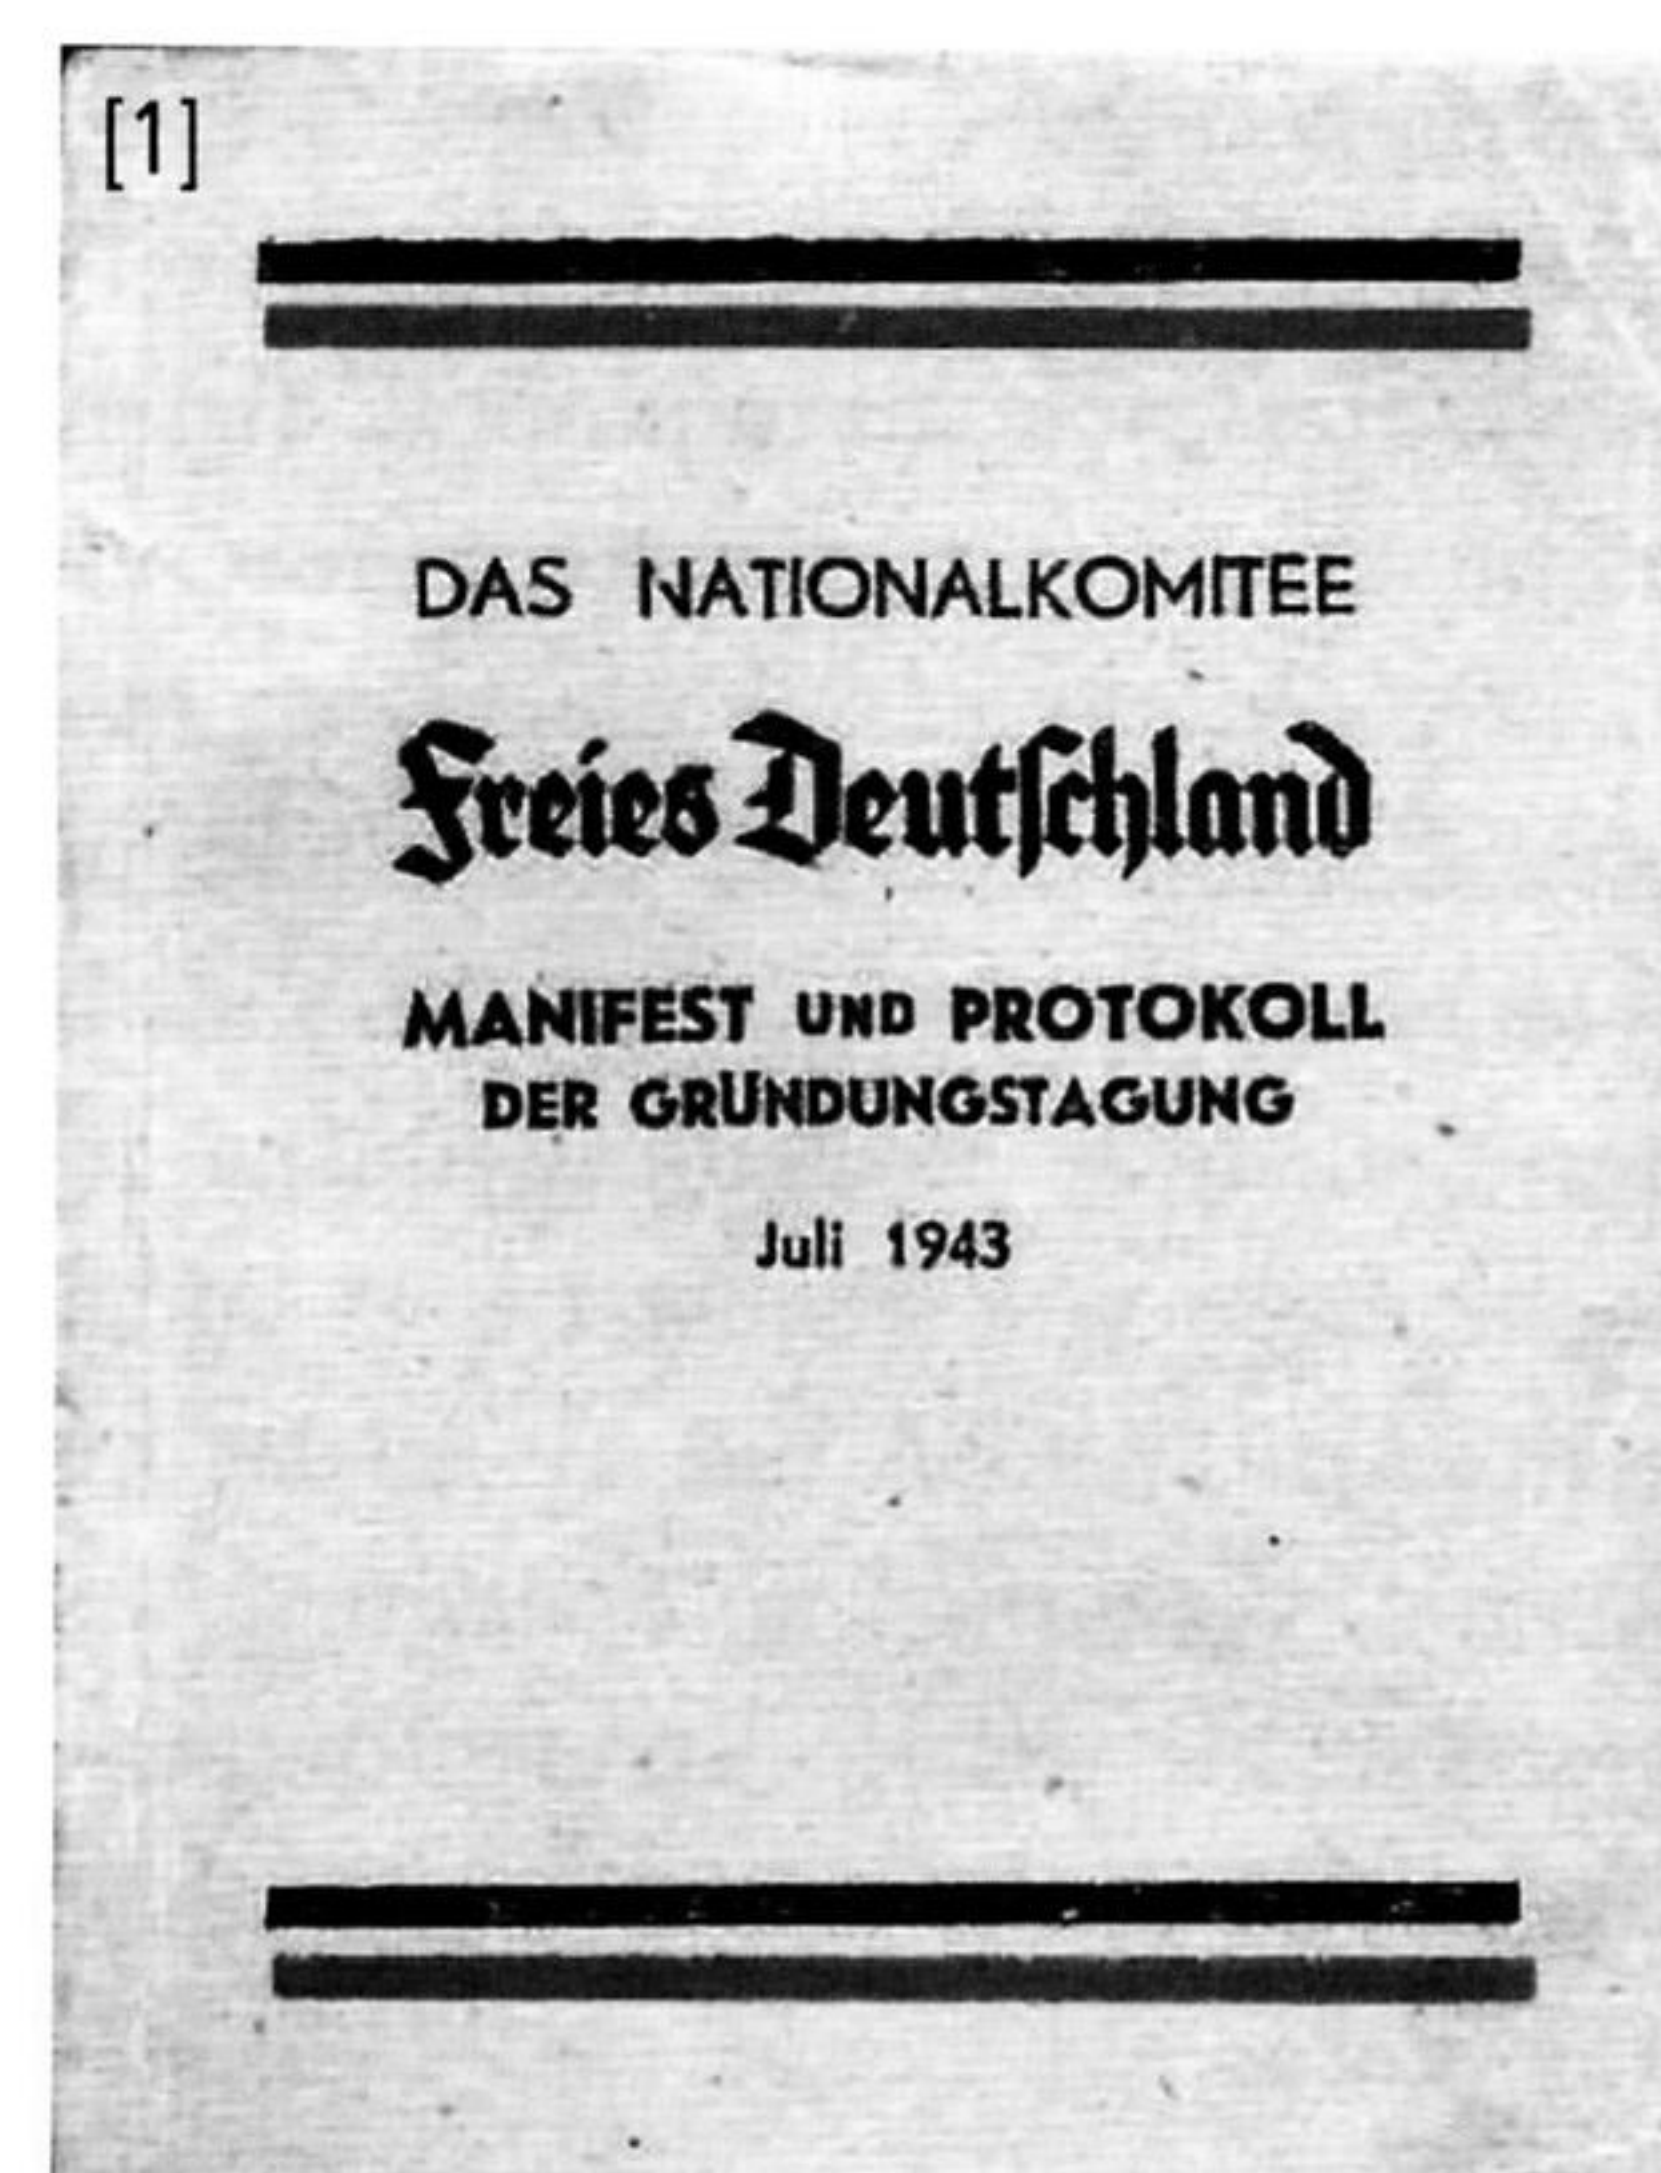 [1]
DAS NATIONALKOMITEE
Freies Deutſchland
MANIFEST UND PROTOKOLL
DER GRÜNDUNGSTAGUNG
Juli 1943